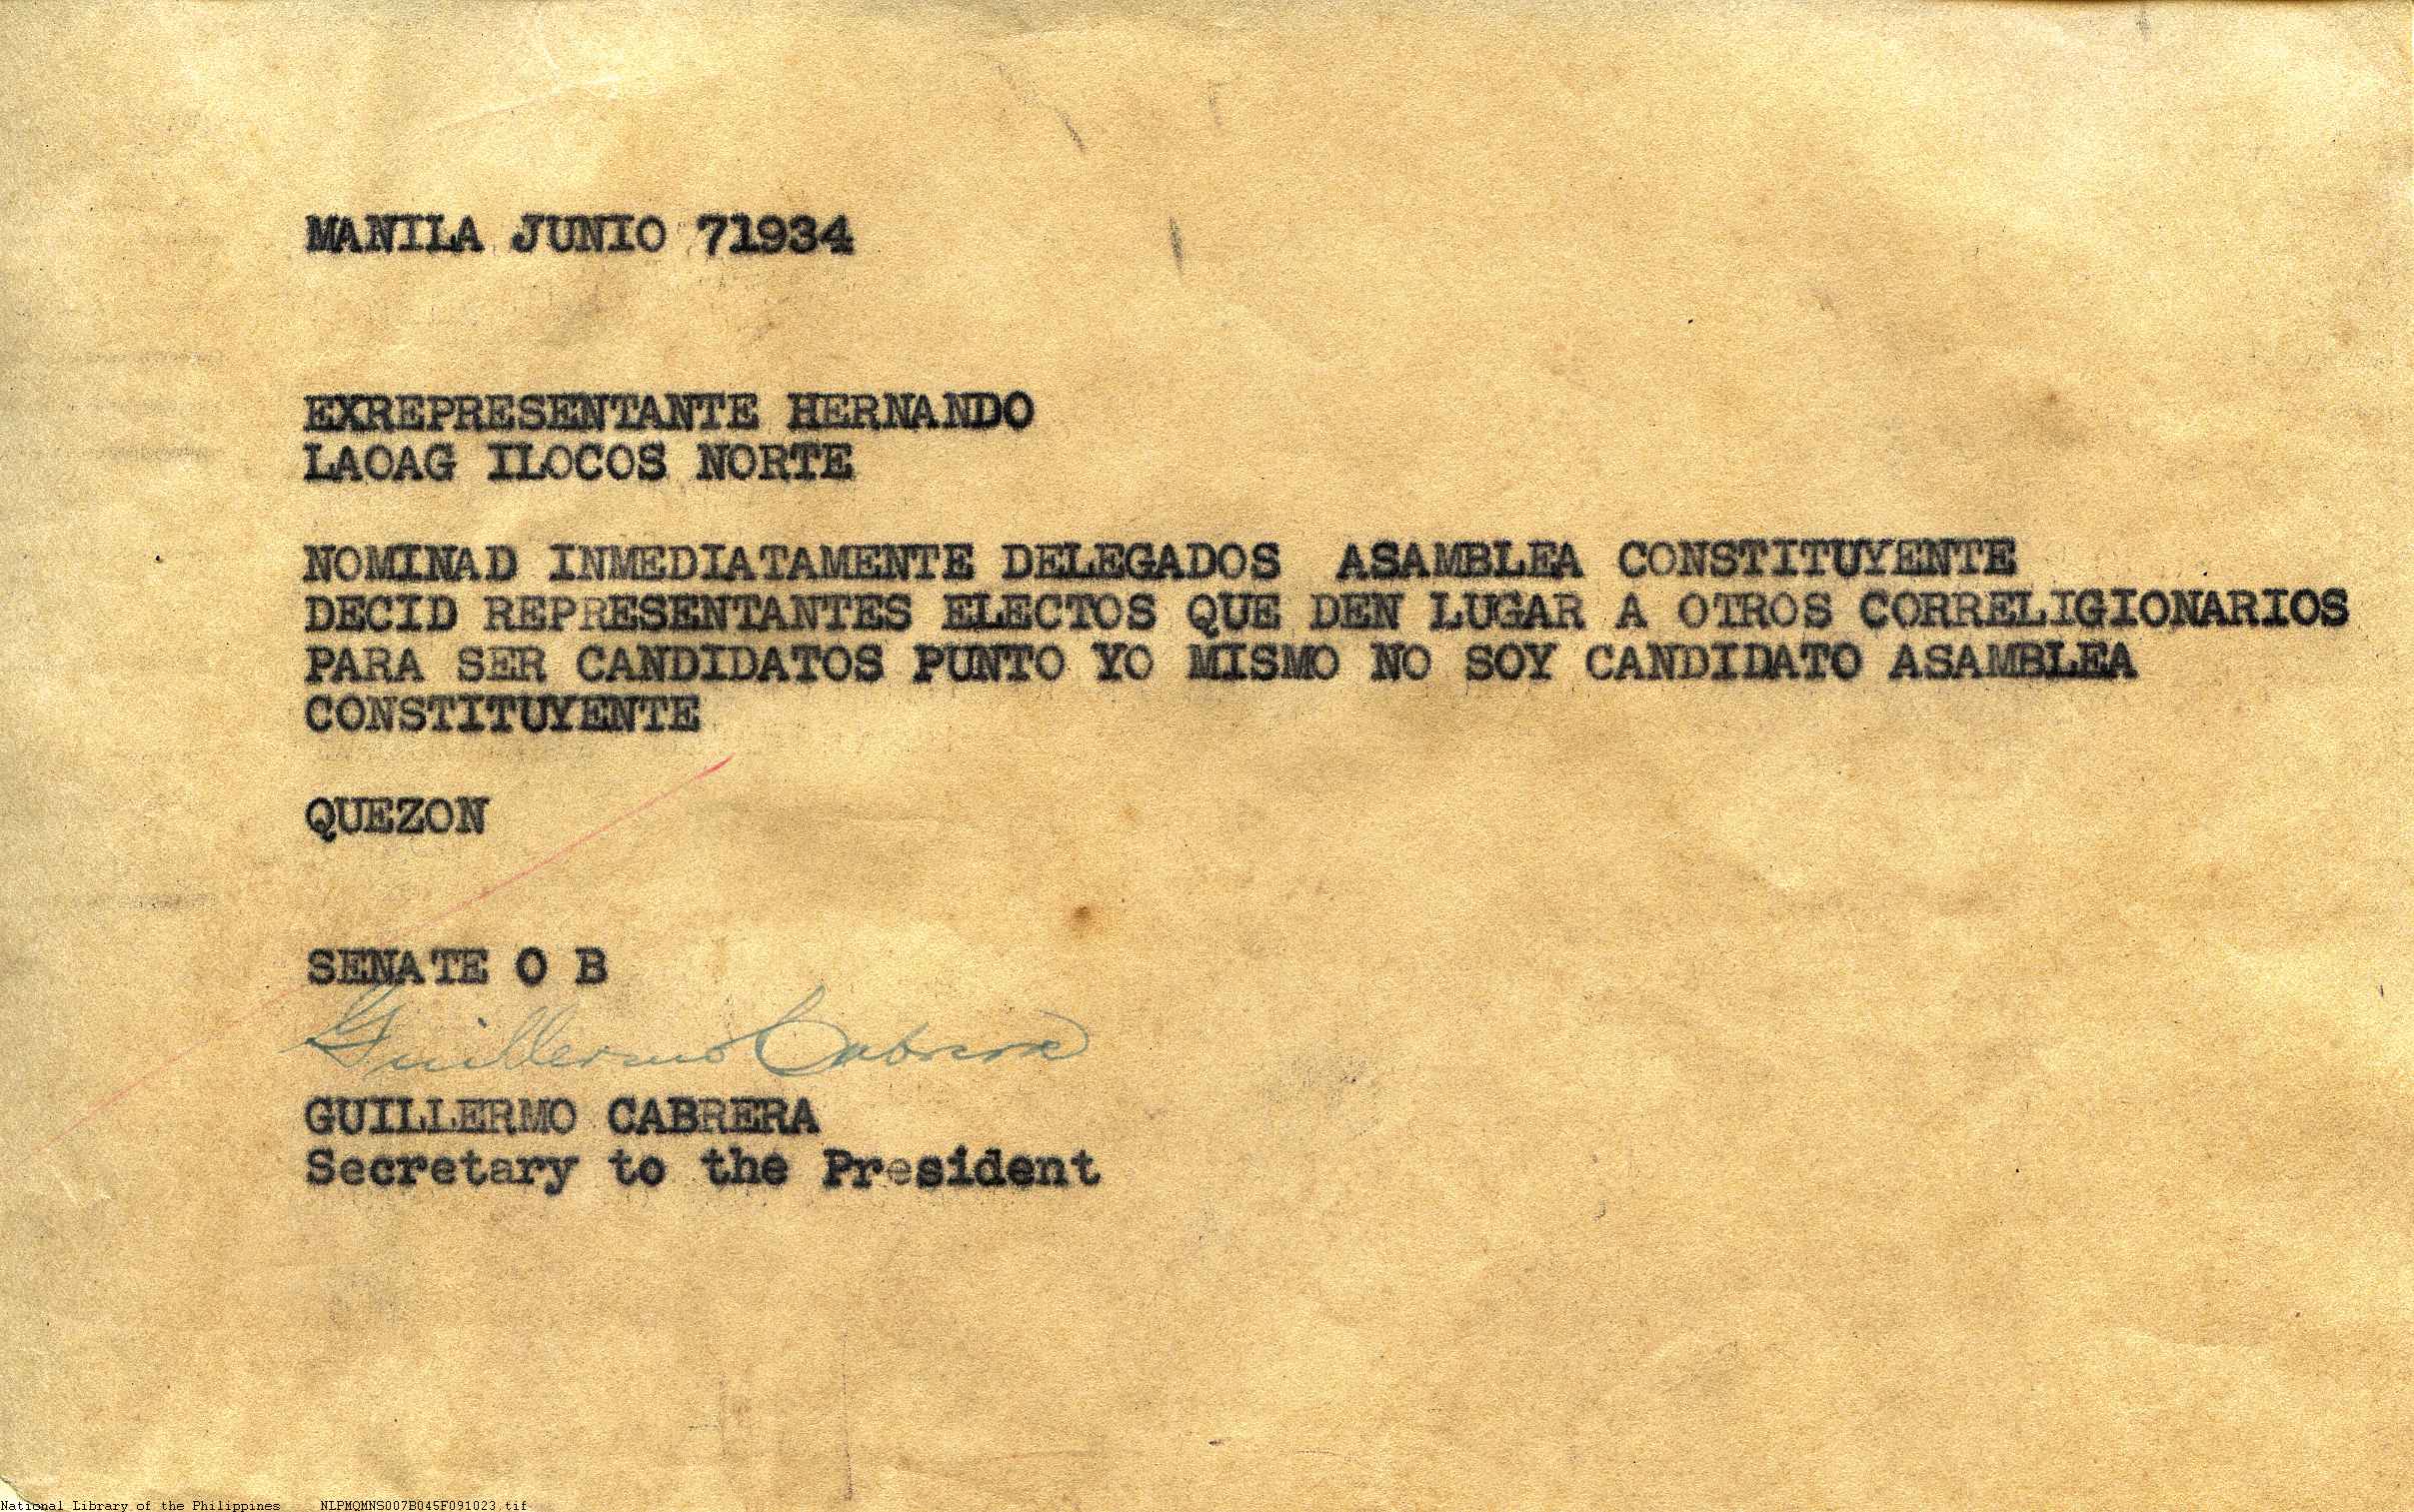 MANILA JUNIO 71934
EXREPRESENTANTE HERNANDO
LAOAG ILOCOS NORTE
NOMINAD INMEDIATAMENTE DELEGADOS ASAMBLEA CONSTITUYENTE
DECID REPRESENTANTES ELECTOS QUE DEN LUGAR A OTROS CORRELIGIONARIOS
PARA SER CANDIDATOS PUNTO YO MISMO NO SOY CANDIDATO ASAMBLEA
CONSTITUYENTE
QUEZON
SENATE O B
Guillermo Cabrera
GUILLERMO CABRERA
Secretary to the President
National Library of the Philippines NLPMQMNS007B045F091023.tif